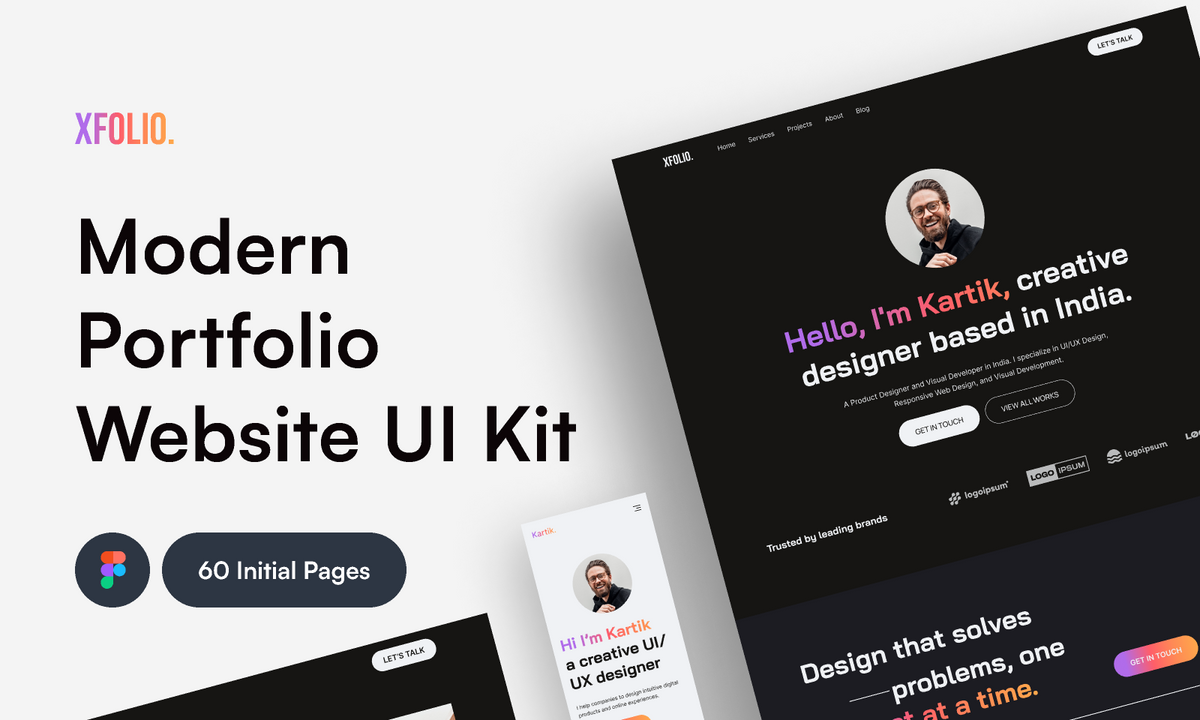 XFOLIO.
Modern
Portfolio
Website UI Kit
60 Initial Pages
LET'S TALK
XFOLIO.
Home
Services
Projects
About
Blog
LET'S TALK
Hello, I'm Kartik, creative
designer based in India.
A Product Designer and Visual Developer in India. I specialize in UI/UX Design,
Responsive Web Design, and Visual Development.
GET IN TOUCH
VIEW ALL WORKS
Trusted by leading brands
logoipsum
LOGO IPSUM
logoipsum
Design that solves
problems, one
at a time.
GET IN TOUCH
Kartik.
Hi I'm Kartik
a creative UI/
UX designer
I help companies to design intuitive digital
products and online experiences.